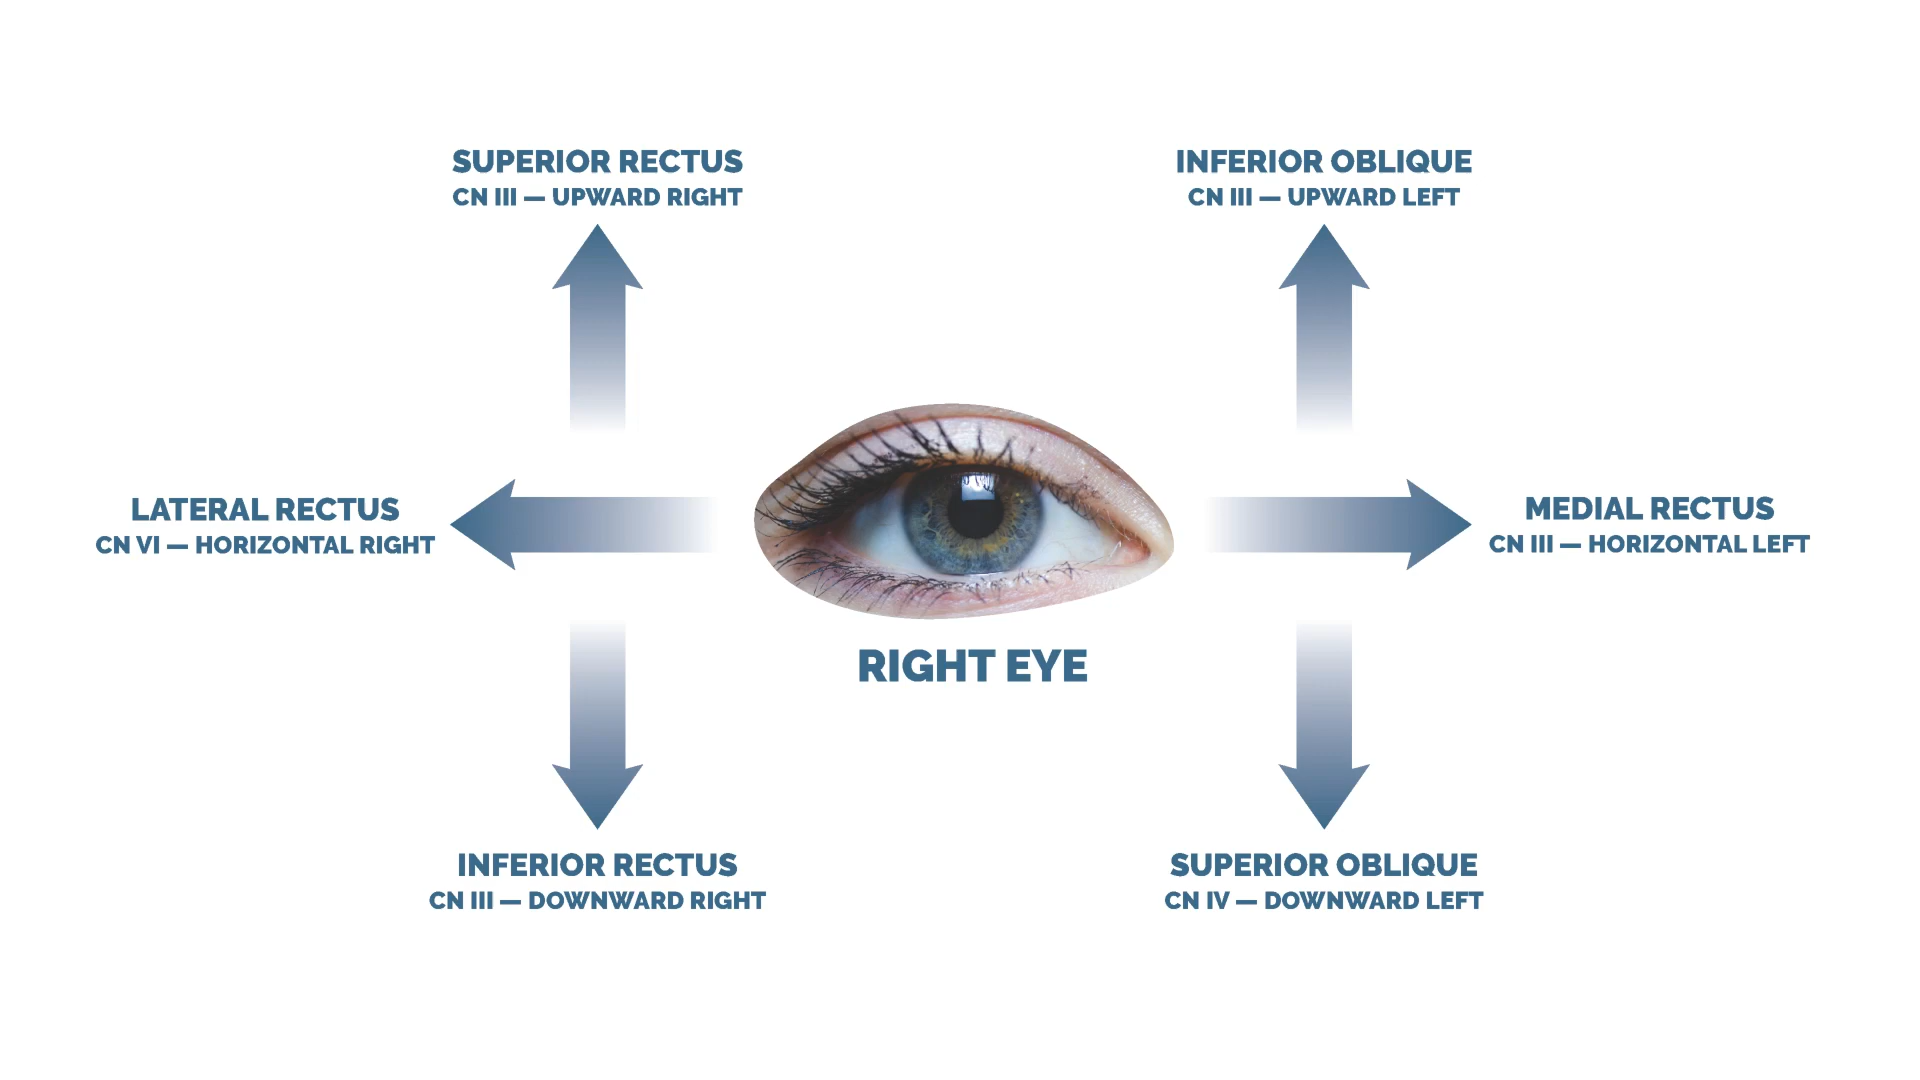 SUPERIOR RECTUS
CN III — UPWARD RIGHT
INFERIOR OBLIQUE
CN III — UPWARD LEFT
LATERAL RECTUS
CN VI — HORIZONTAL RIGHT
MEDIAL RECTUS
CN III — HORIZONTAL LEFT
RIGHT EYE
INFERIOR RECTUS
CN III — DOWNWARD RIGHT
SUPERIOR OBLIQUE
CN IV — DOWNWARD LEFT